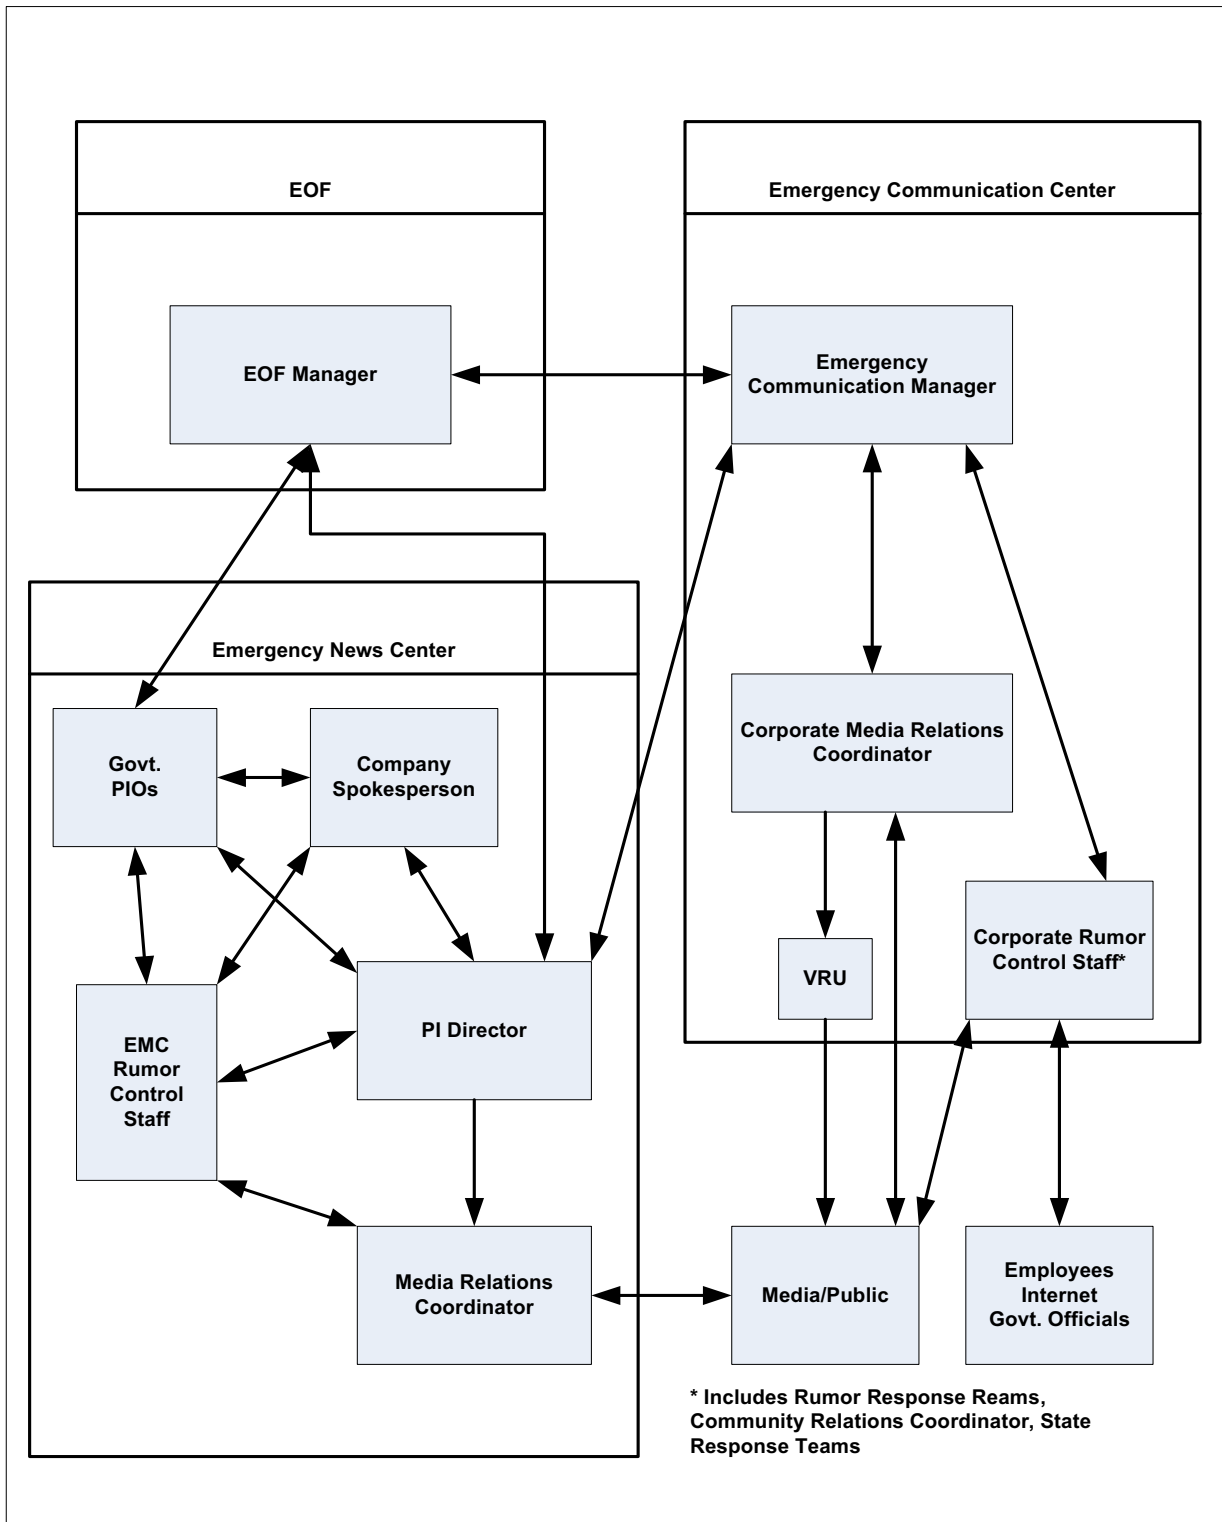 EOF
Emergency Communication Center
EOF Manager
Emergency
Communication Manager
Emergency News Center
Govt.
PIOs
Company
Spokesperson
Corporate Media Relations
Coordinator
Corporate Rumor
Control Staff*
VRU
PI Director
EMC
Rumor
Control
Staff
Media Relations
Coordinator
Media/Public
Employees
Internet
Govt. Officials
* Includes Rumor Response Reams,
Community Relations Coordinator, State
Response Teams